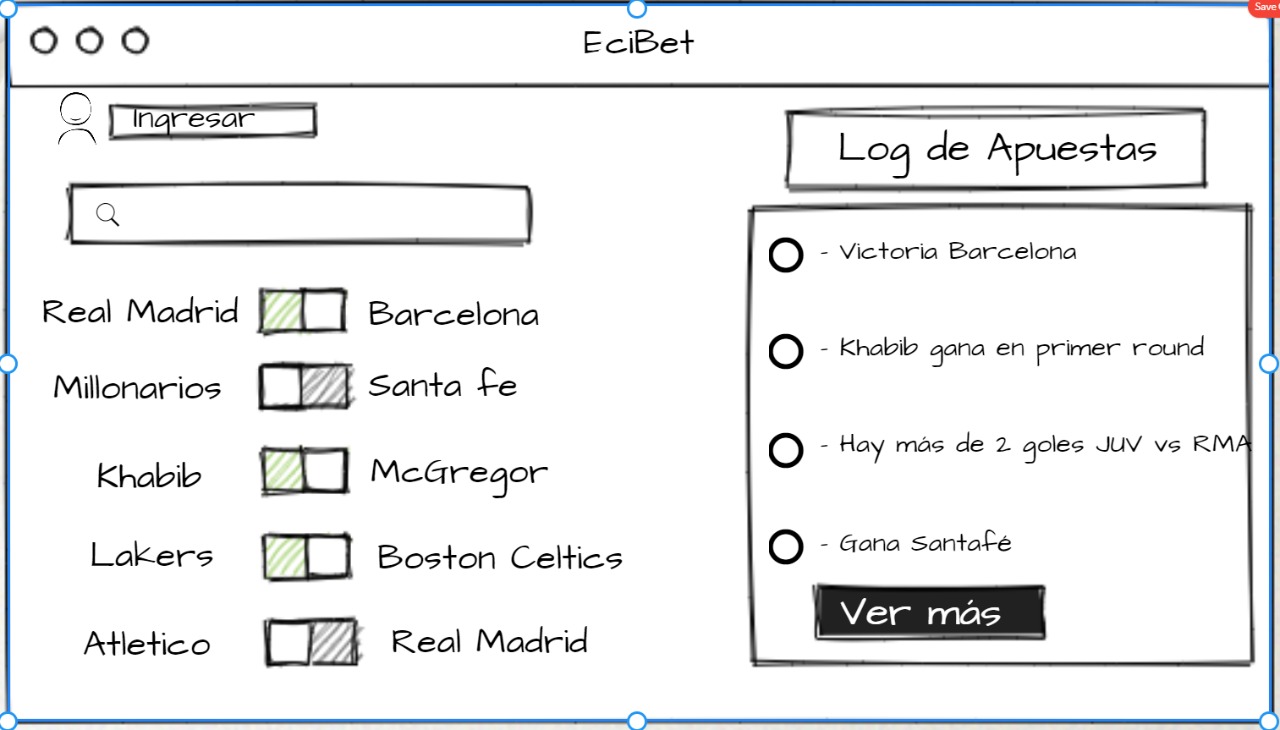 Save
EciBet
Ingresar
Log de Apuestas
Real Madrid Barcelona
Millonarios Santa fe
Khabib McGregor
Lakers Boston Celtics
Atletico Real Madrid
- Victoria Barcelona
- Khabib gana en primer round
- Hay más de 2 goles JUV vs RMA
- Gana Santafé
Ver más